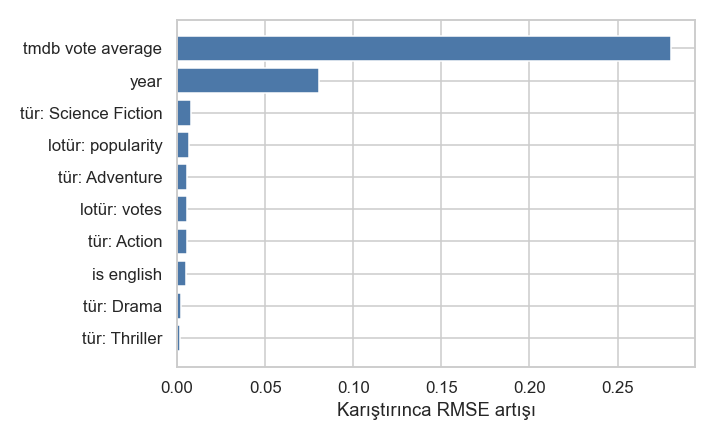 tmdb vote average
year
tür: Science Fiction
lotür: popularity
tür: Adventure
lotür: votes
tür: Action
is english
tür: Drama
tür: Thriller
0.00 0.05 0.10 0.15 0.20 0.25
Karıştırınca RMSE artışı